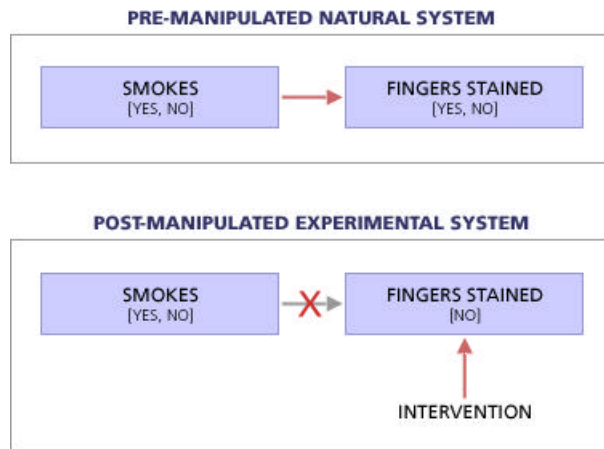 PRE-MANIPULATED NATURAL SYSTEM
SMOKES
[YES, NO]
FINGERS STAINED
[YES, NO]
POST-MANIPULATED EXPERIMENTAL SYSTEM
SMOKES
[YES, NO]
X
FINGERS STAINED
[NO]
INTERVENTION